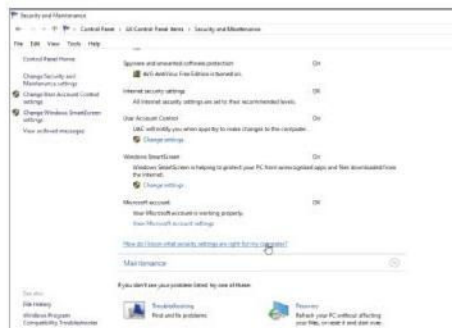 Security and Maintenance
Control Panel > All Control Panel Items > Security and Maintenance
File Edit View Tools Help
Control Panel Home
Change Security and
Maintenance settings
Change User Account Control
settings
Change Windows SmartScreen
settings
View archived messages
Spyware and unwanted software protection On
AVG AntiVirus Free Edition is turned on.
Internet security settings OK
All Internet security settings are set to their recommended levels.
User Account Control On
UAC will notify you when apps try to make changes to the computer.
Change settings
Windows SmartScreen On
Windows SmartScreen is helping to protect your PC from unrecognized apps and files downloaded from
the Internet.
Change settings
Microsoft account OK
Your Microsoft account is working properly.
View Microsoft account settings
How do I know what security settings are right for my computer?
Maintenance
If you don't see your problem listed, try one of these:
See also
File History
Windows Program
Compatibility Troubleshooter
Troubleshooting
Find and fix problems
Recovery
Refresh your PC without affecting
your files, or reset it and start over.